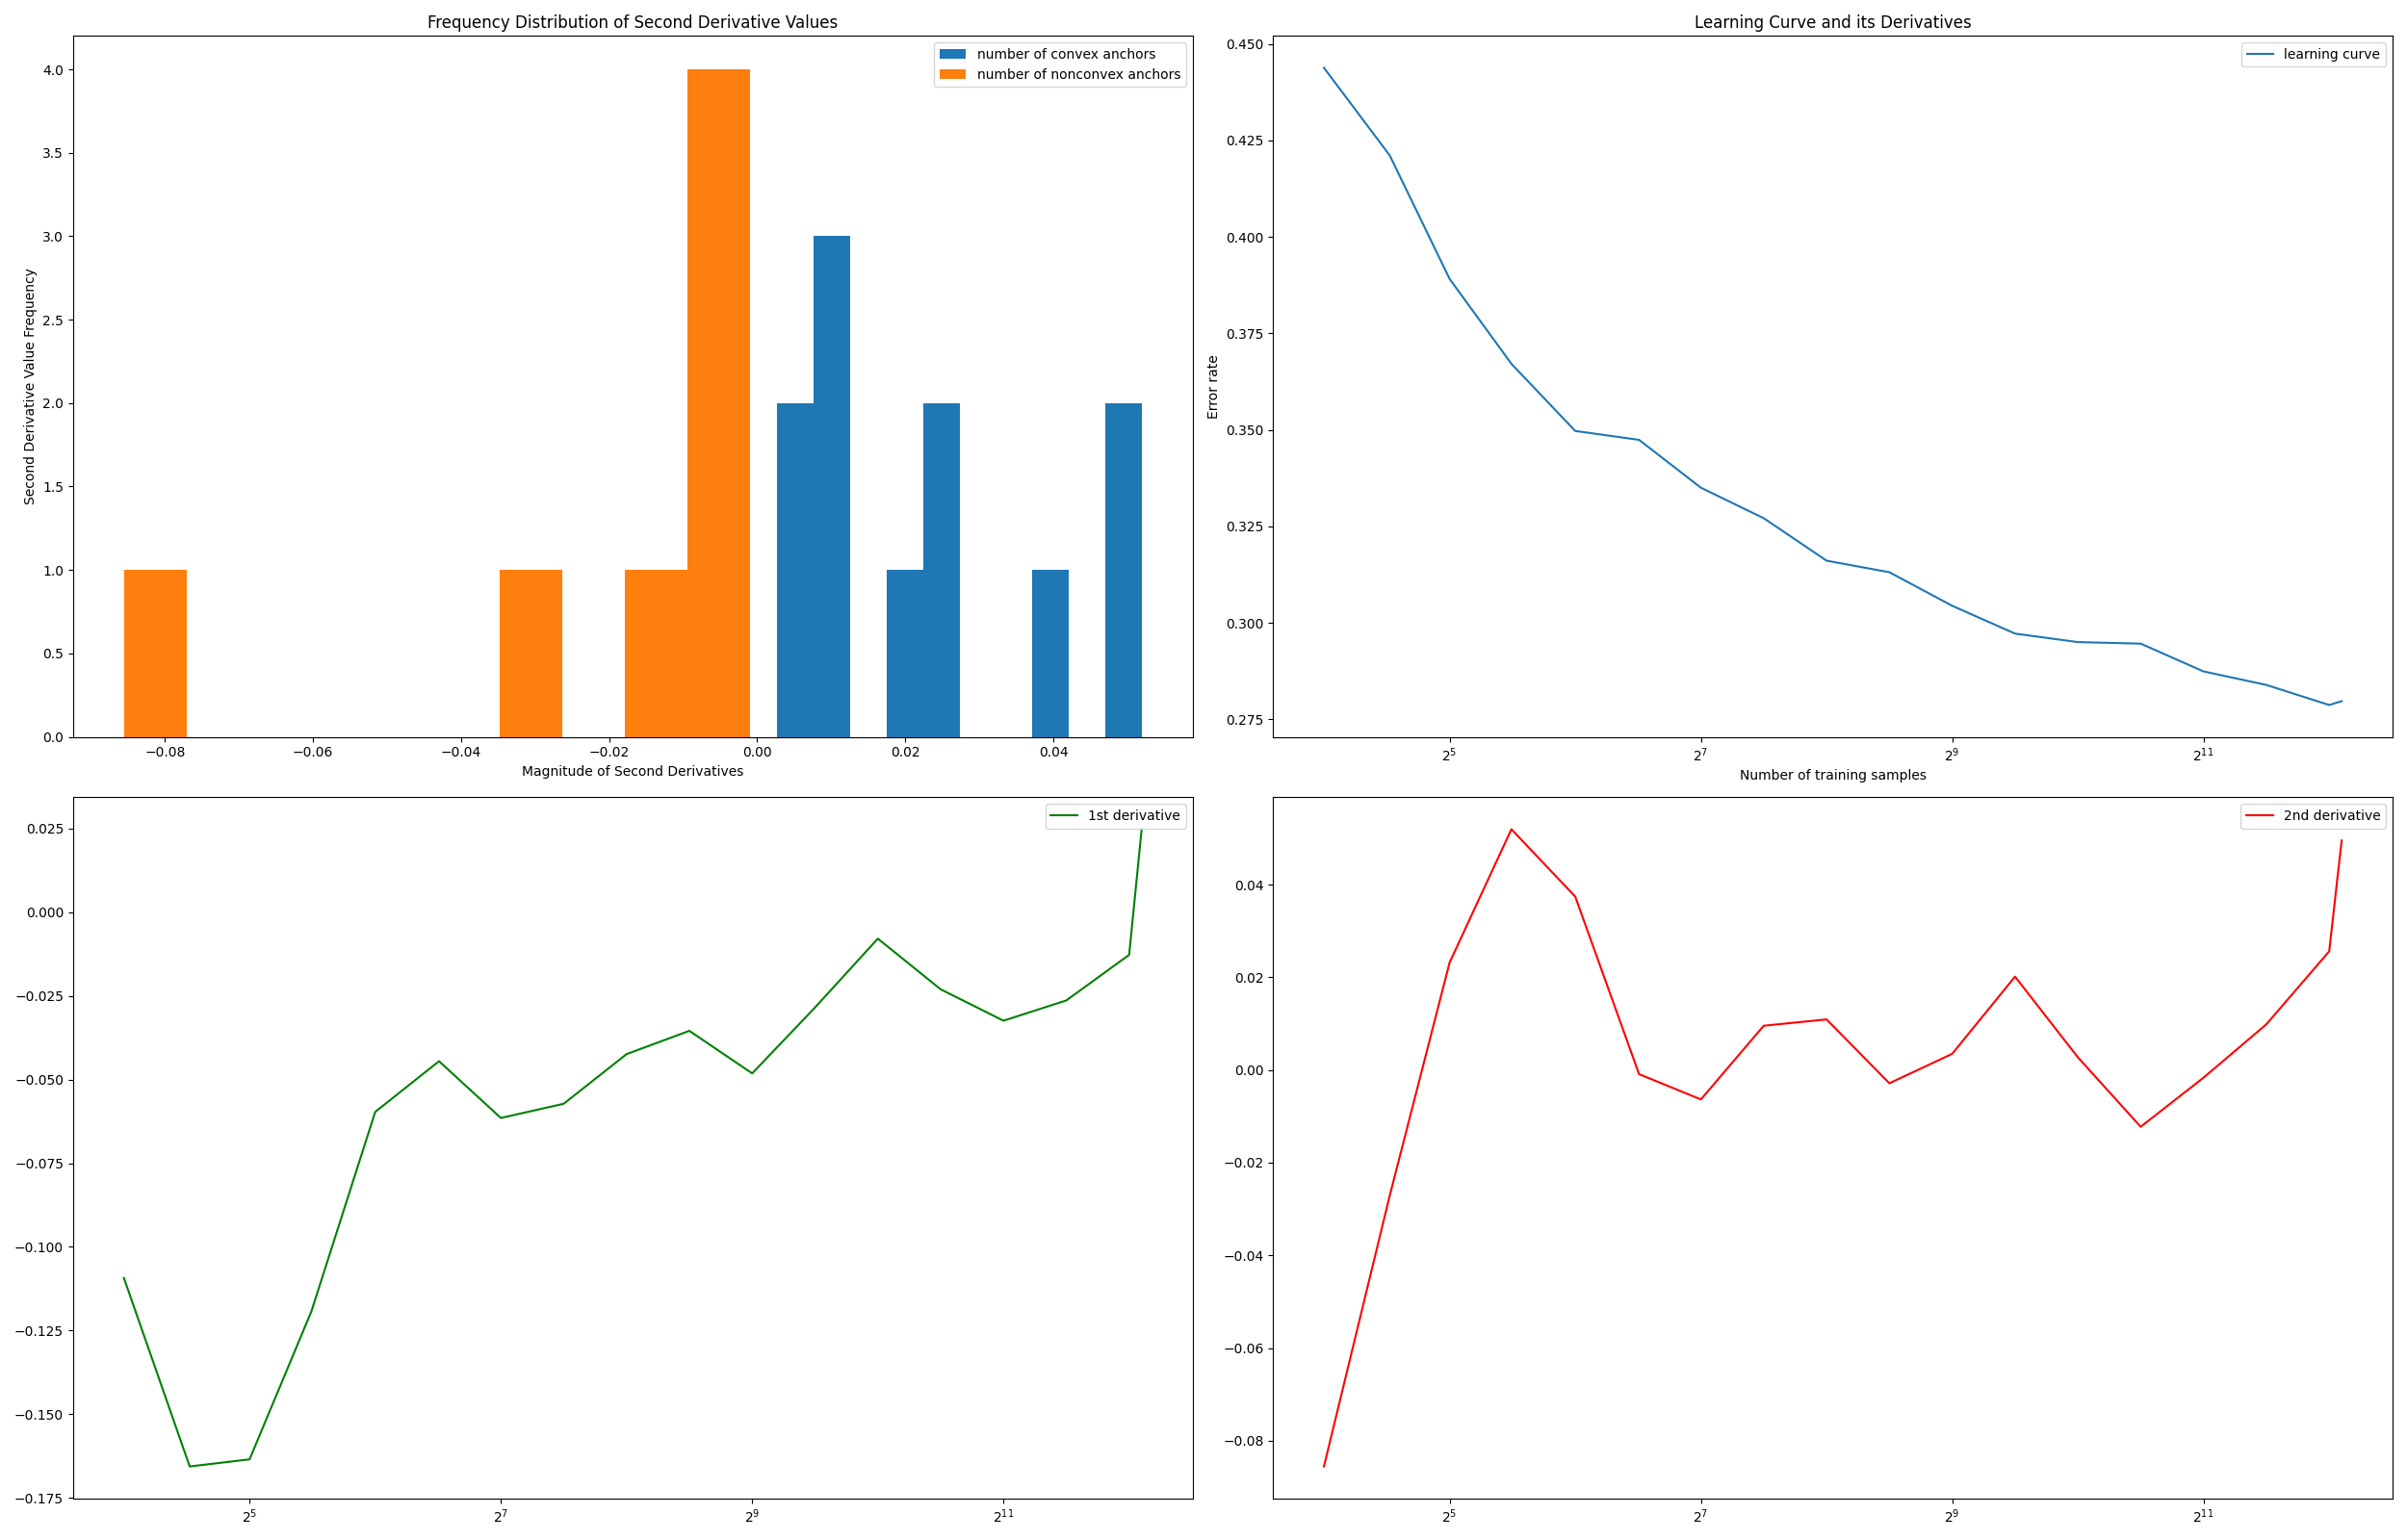 Frequency Distribution of Second Derivative Values
number of convex anchors
number of nonconvex anchors
4.0
3.5
3.0
2.5
2.0
1.5
1.0
0.5
0.0
Second Derivative Value Frequency
−0.08 −0.06 −0.04 −0.02 0.00 0.02 0.04
Magnitude of Second Derivatives
Learning Curve and its Derivatives
learning curve
0.450
0.425
0.400
0.375
0.350
0.325
0.300
0.275
Error rate
2⁵ 2⁷ 2⁹ 2¹¹
Number of training samples
1st derivative
0.025
0.000
−0.025
−0.050
−0.075
−0.100
−0.125
−0.150
−0.175
2⁵ 2⁷ 2⁹ 2¹¹
2nd derivative
0.04
0.02
0.00
−0.02
−0.04
−0.06
−0.08
2⁵ 2⁷ 2⁹ 2¹¹